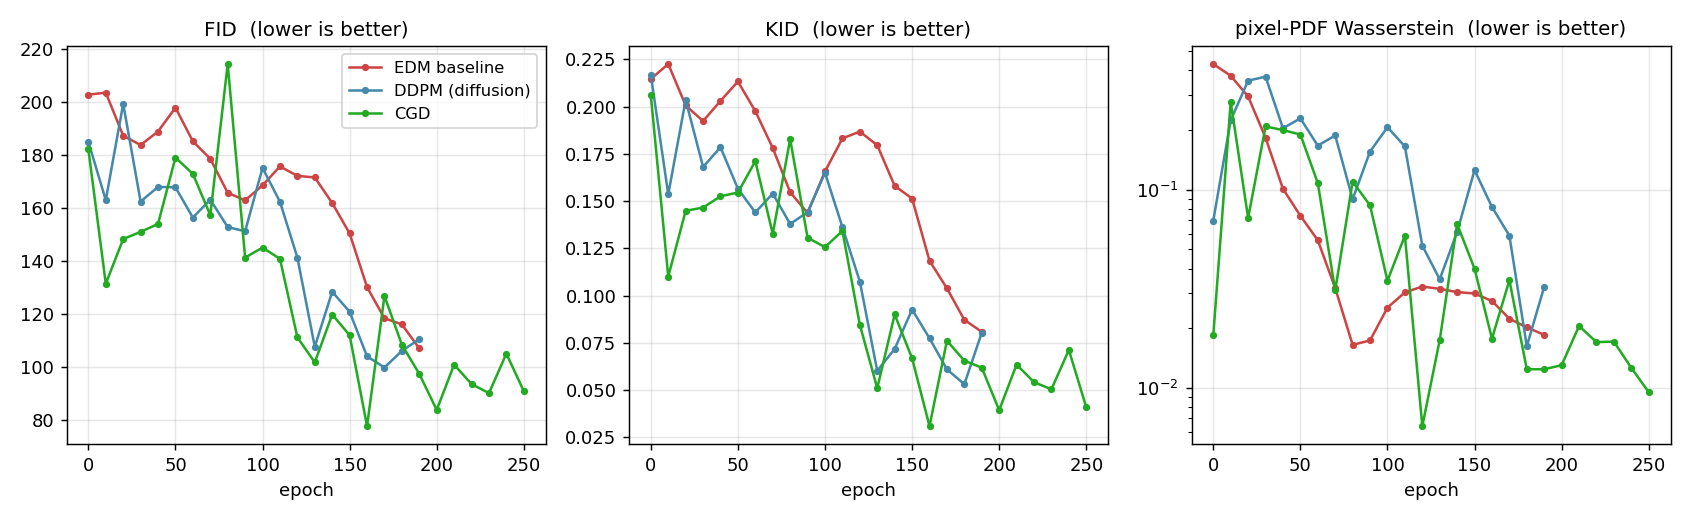 FID  (lower is better)
220
200
180
160
140
120
100
80
0 50 100 150 200 250
epoch
EDM baseline
DDPM (diffusion)
CGD
KID  (lower is better)
0.225
0.200
0.175
0.150
0.125
0.100
0.075
0.050
0.025
0 50 100 150 200 250
epoch
pixel-PDF Wasserstein  (lower is better)
10⁻¹
10⁻²
0 50 100 150 200 250
epoch